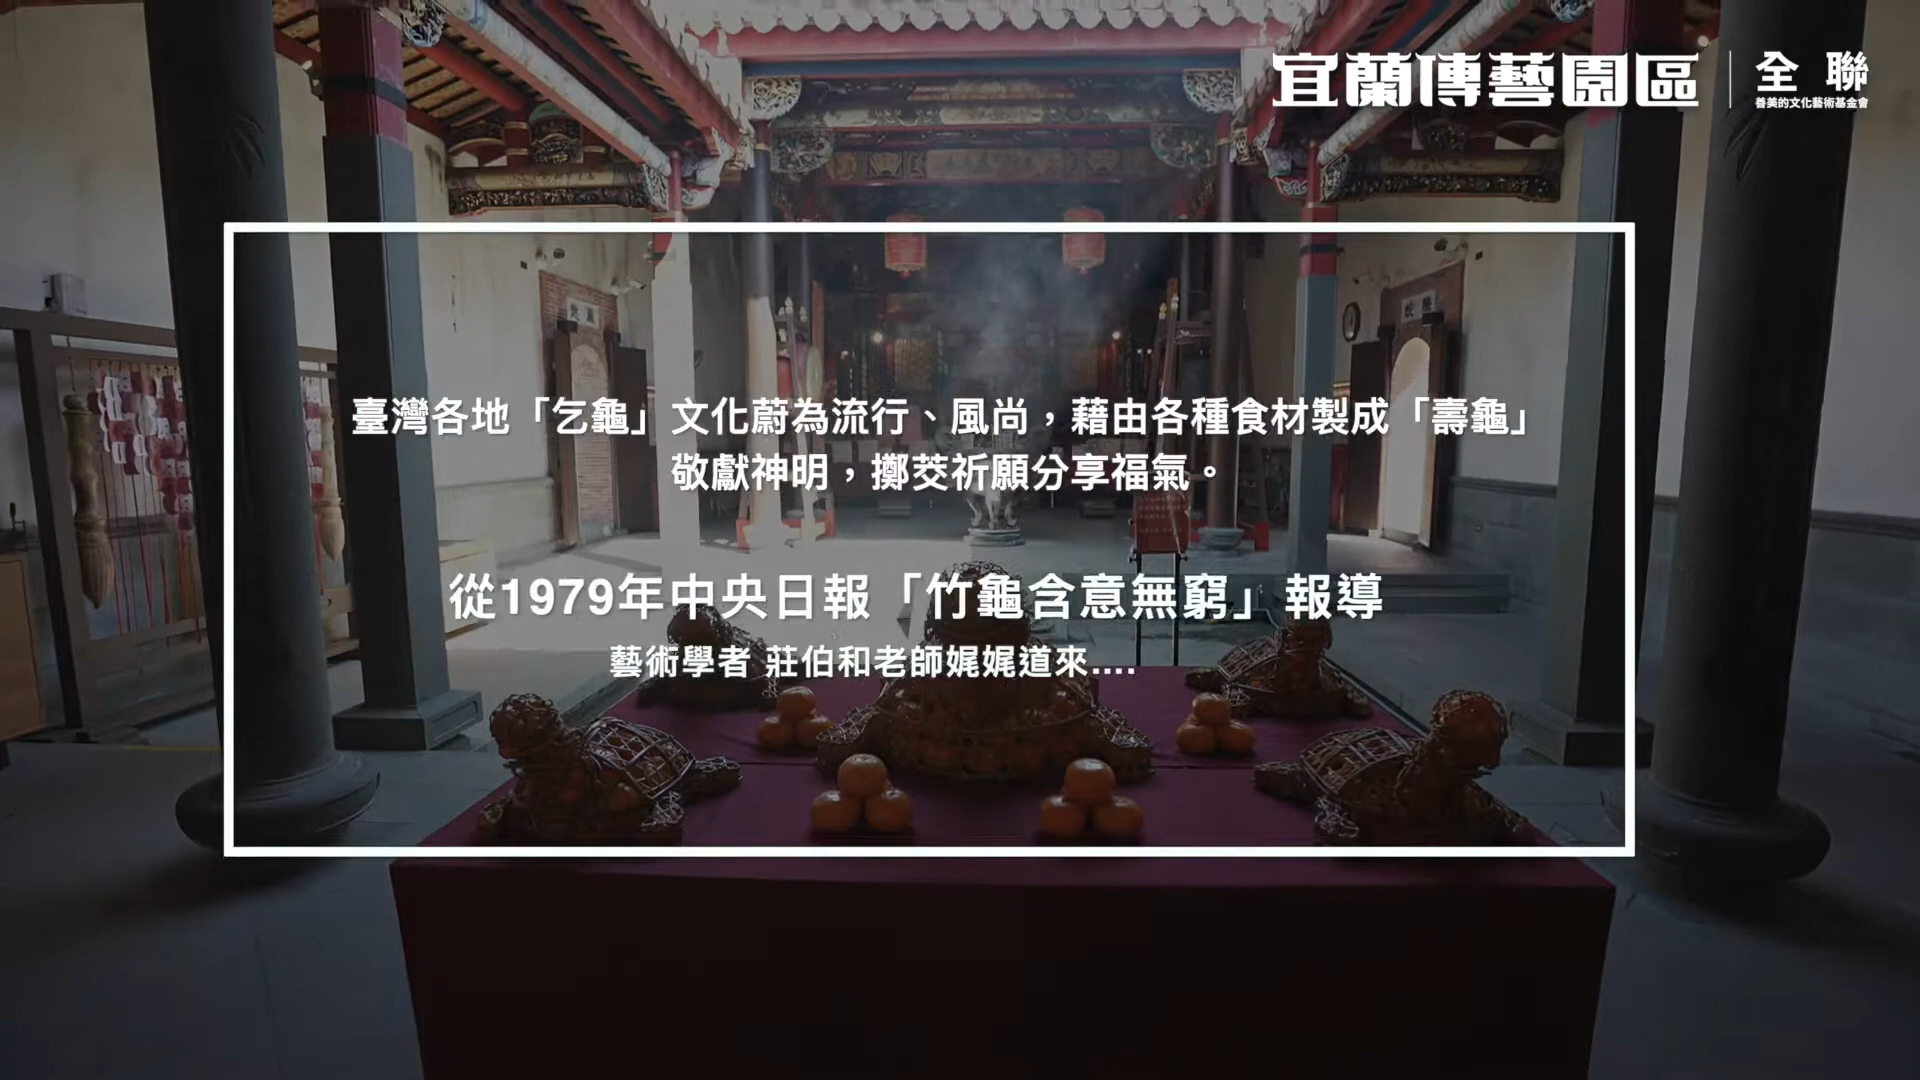 宜蘭傳藝園區
全聯
善美的文化藝術基金會
臺灣各地「乞龜」文化蔚為流行、風尚，藉由各種食材製成「壽龜」
敬獻神明，擲茭祈願分享福氣。
從1979年中央日報「竹龜含意無窮」報導
藝術學者 莊伯和老師娓娓道來....